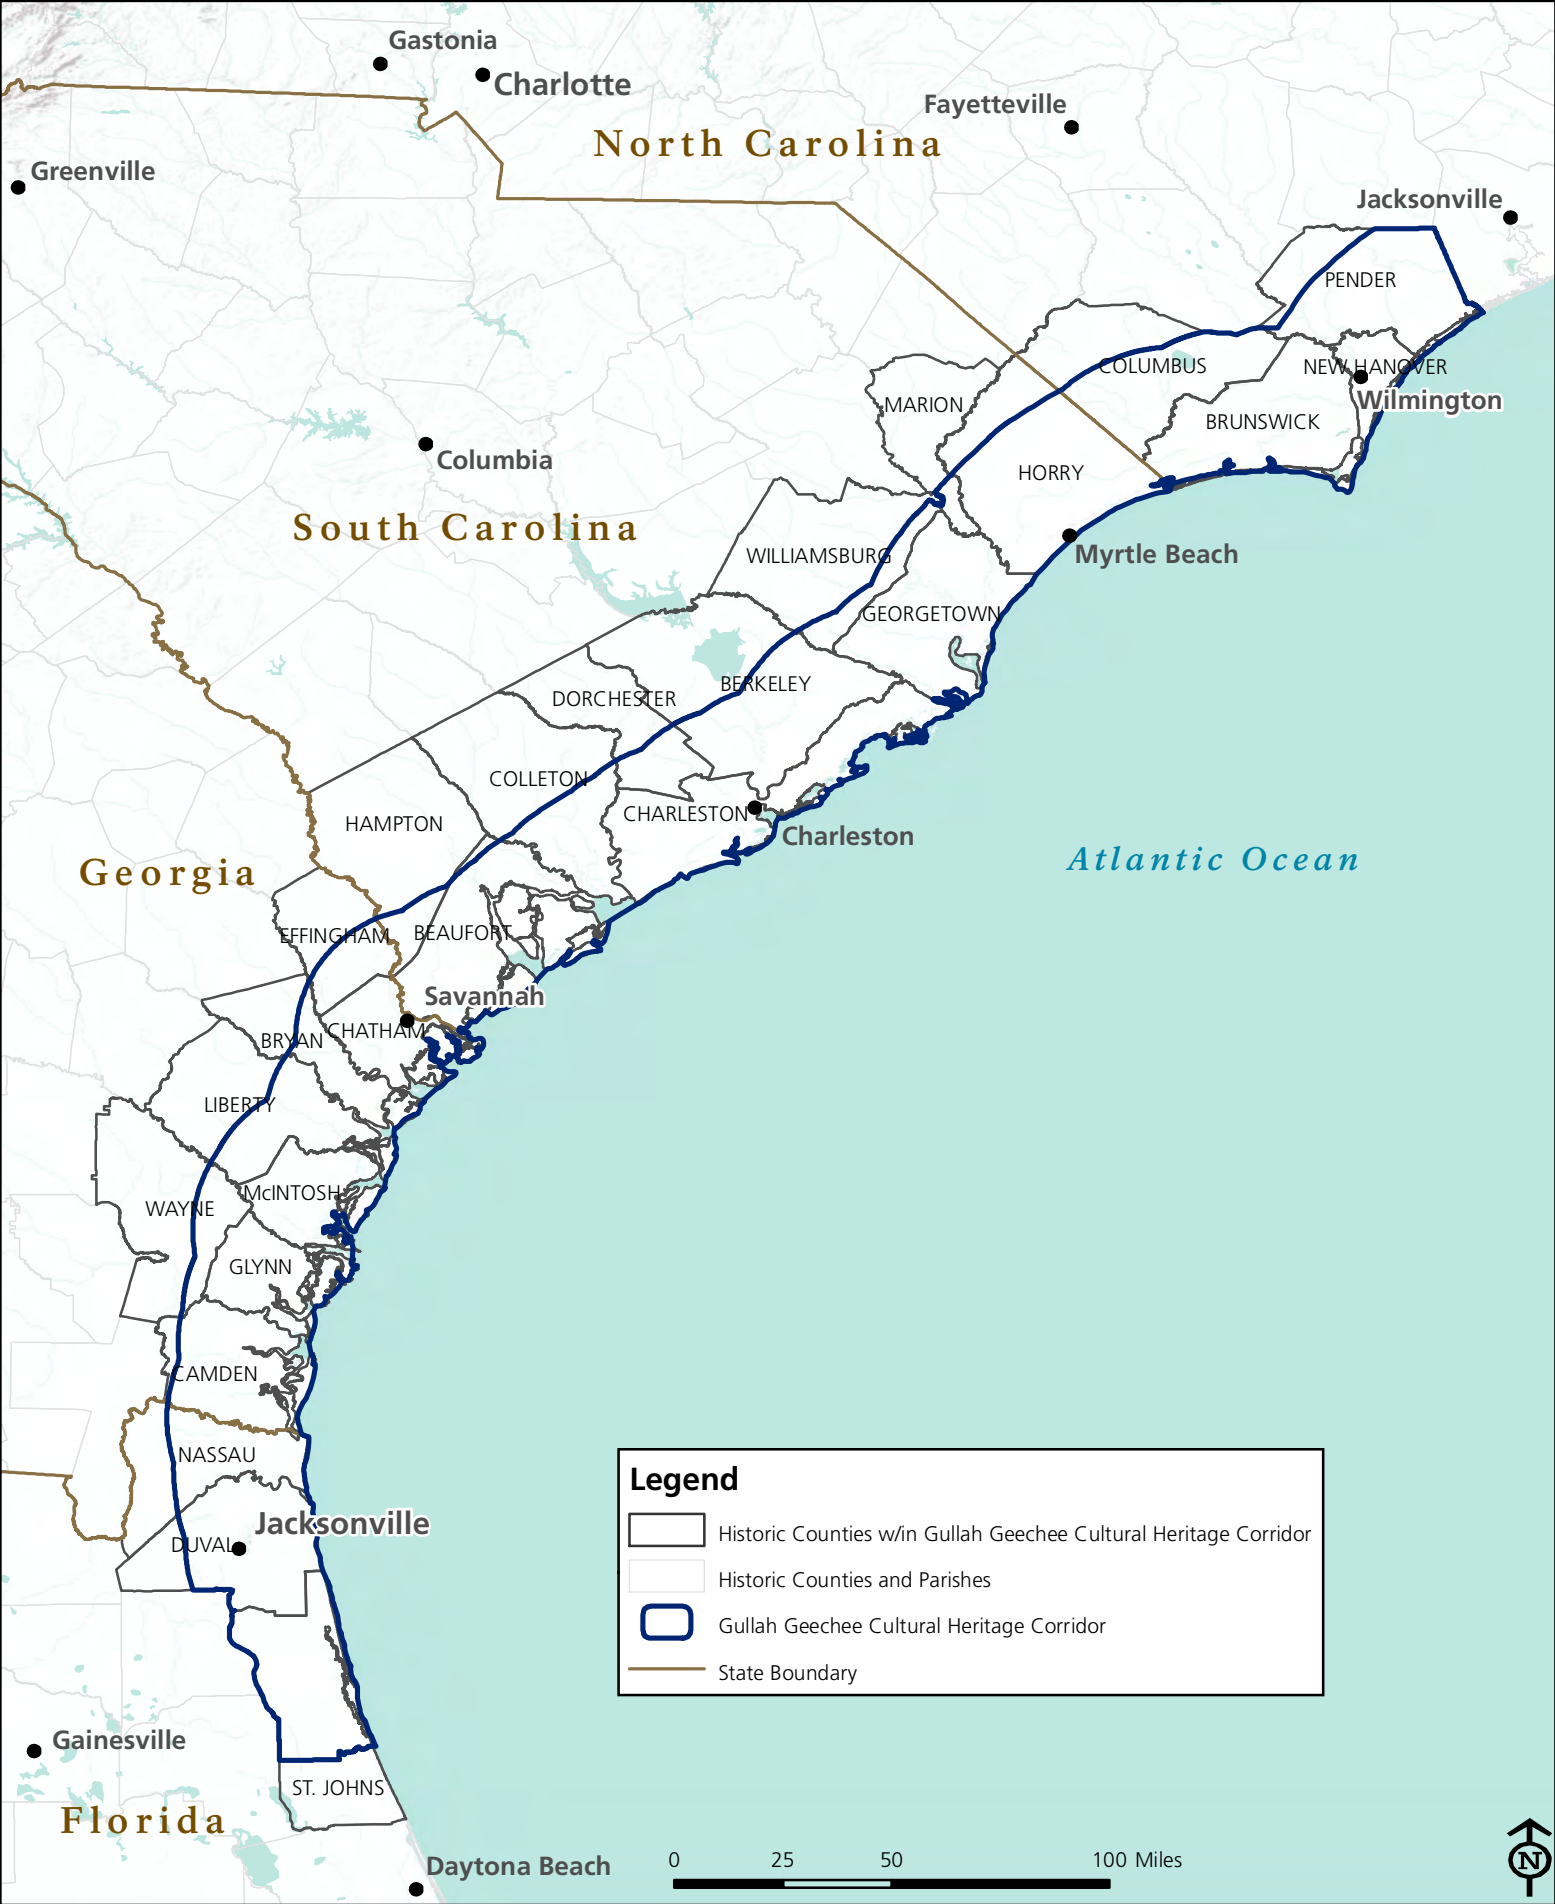 Gastonia
Charlotte
Fayetteville
North Carolina
Greenville
Jacksonville
PENDER
COLUMBUS
NEW HANOVER
MARION
Wilmington
BRUNSWICK
Columbia
HORRY
South Carolina
WILLIAMSBURG
Myrtle Beach
GEORGETOWN
BERKELEY
DORCHESTER
COLLETON
CHARLESTON
HAMPTON
Charleston
Georgia
Atlantic Ocean
EFFINGHAM
BEAUFORT
Savannah
CHATHAM
BRYAN
LIBERTY
McINTOSH
WAYNE
GLYNN
CAMDEN
NASSAU
Legend
Historic Counties w/in Gullah Geechee Cultural Heritage Corridor
Historic Counties and Parishes
Gullah Geechee Cultural Heritage Corridor
State Boundary
Jacksonville
DUVAL
Gainesville
ST. JOHNS
Florida
Daytona Beach
0 25 50 100 Miles
N